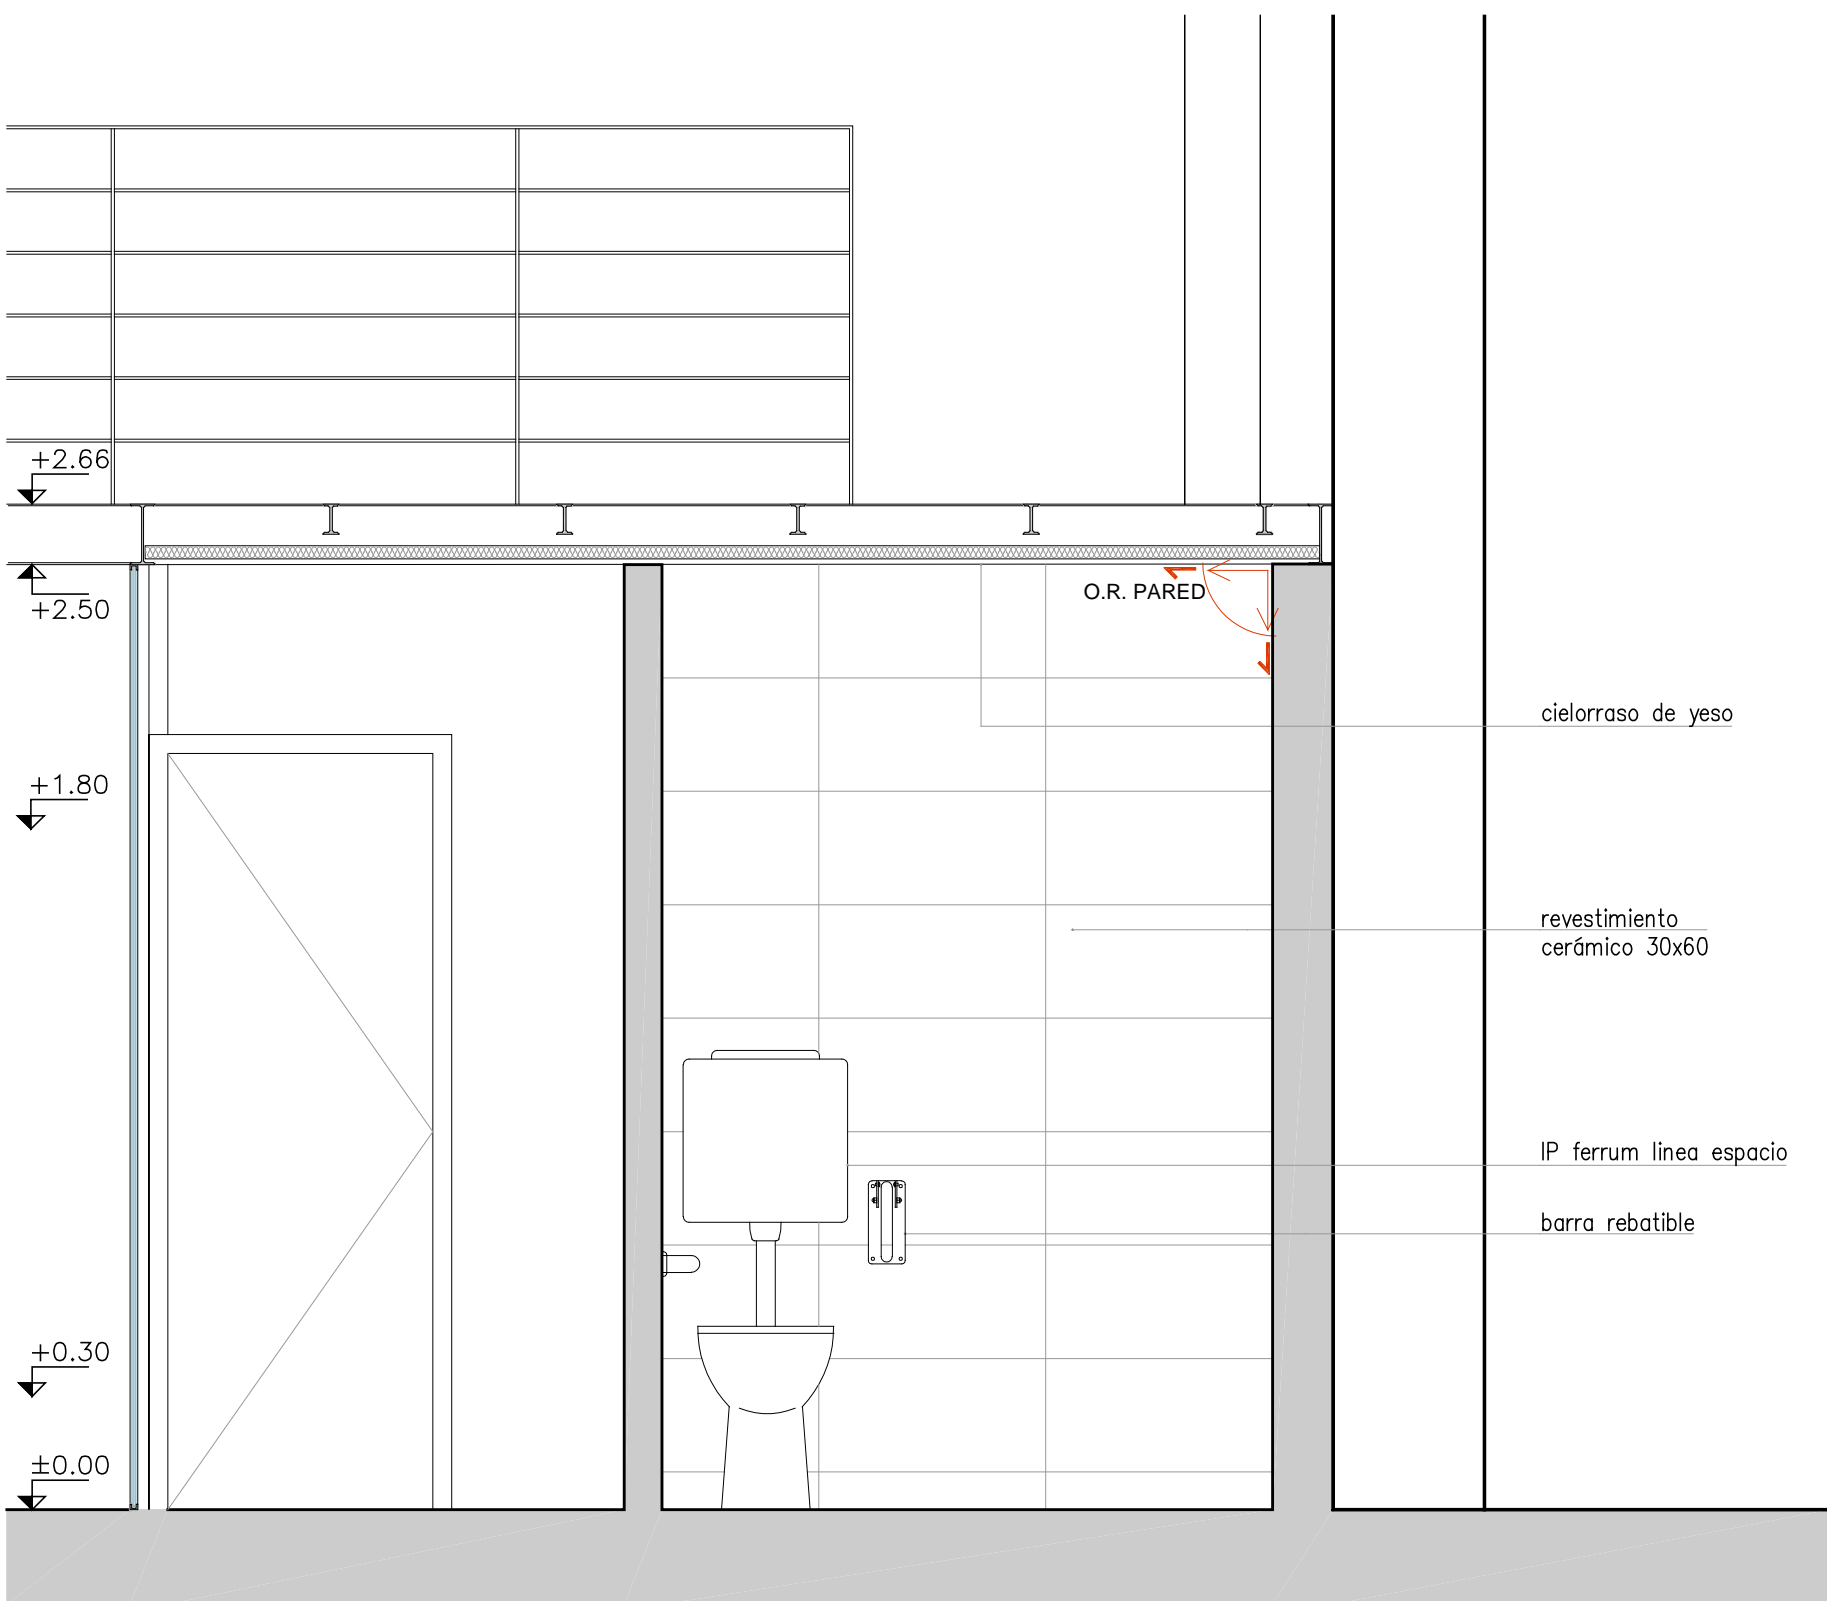 +2.66
+2.50
O.R. PARED
cielorraso de yeso
+1.80
revestimiento
cerámico 30x60
IP ferrum linea espacio
barra rebatible
+0.30
±0.00